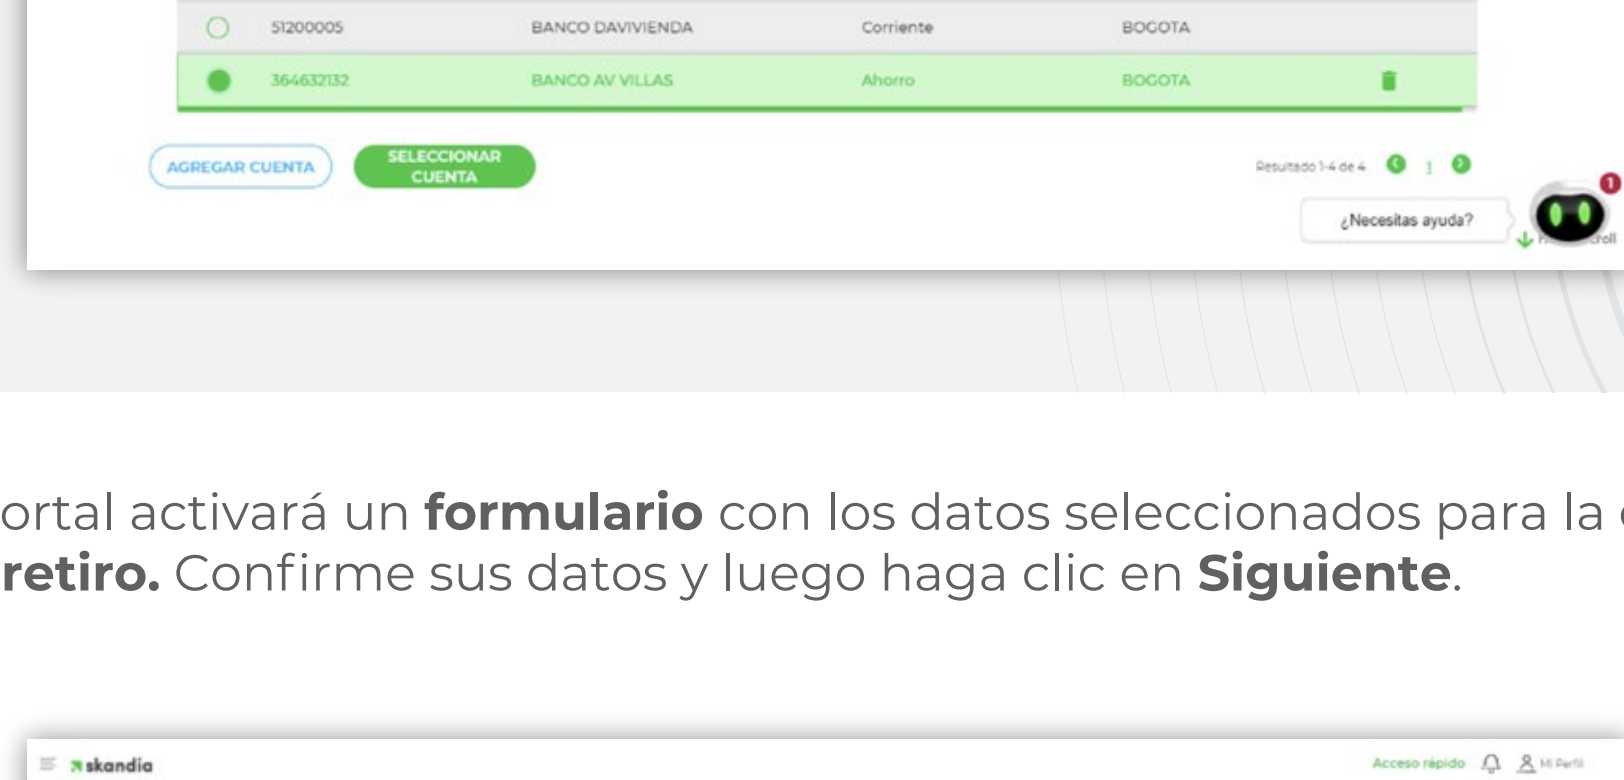 51200005 BANCO DAVIVIENDA Corriente BOGOTA
364632132 BANCO AV VILLAS Ahorro BOGOTA
AGREGAR CUENTA
SELECCIONAR
CUENTA
Resultado 1-4 de 4 1
1
¿Necesitas ayuda?
ortal activará un formulario con los datos seleccionados para la
retiro. Confirme sus datos y luego haga clic en Siguiente.
skandia Acceso rápido Mi Perfil